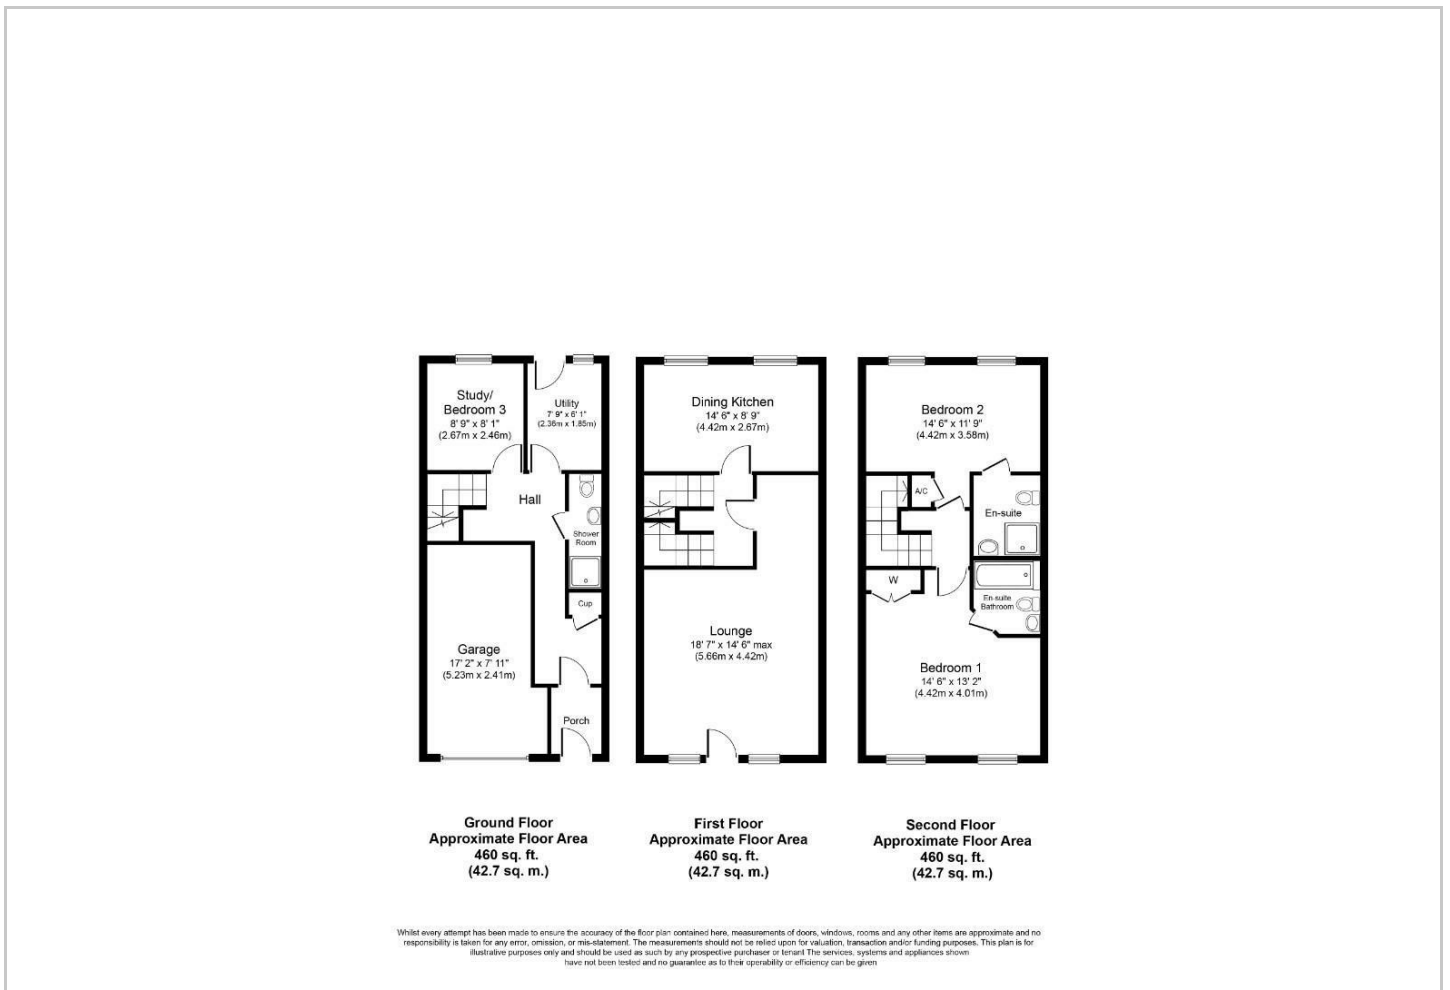 Study/
Bedroom 3
8' 9" x 8' 1"
(2.67m x 2.46m)
Utility
7' 9" x 6' 1"
(2.36m x 1.85m)
Hall
Shower
Room
Cup
Garage
17' 2" x 7' 11"
(5.23m x 2.41m)
Porch
Ground Floor
Approximate Floor Area
460 sq. ft.
(42.7 sq. m.)
Dining Kitchen
14' 6" x 8' 9"
(4.42m x 2.67m)
Lounge
18' 7" x 14' 6" max
(5.66m x 4.42m)
First Floor
Approximate Floor Area
460 sq. ft.
(42.7 sq. m.)
Bedroom 2
14' 6" x 11' 9"
(4.42m x 3.58m)
A/C
En-suite
W
En-suite
Bathroom
Bedroom 1
14' 6" x 13' 2"
(4.42m x 4.01m)
Second Floor
Approximate Floor Area
460 sq. ft.
(42.7 sq. m.)
Whilst every attempt has been made to ensure the accuracy of the floor plan contained here, measurements of doors, windows, rooms and any other items are approximate and no
responsibility is taken for any error, omission, or mis-statement. The measurements should not be relied upon for valuation, transaction and/or funding purposes. This plan is for
illustrative purposes only and should be used as such by any prospective purchaser or tenant The services, systems and appliances shown
have not been tested and no guarantee as to their operability or efficiency can be given